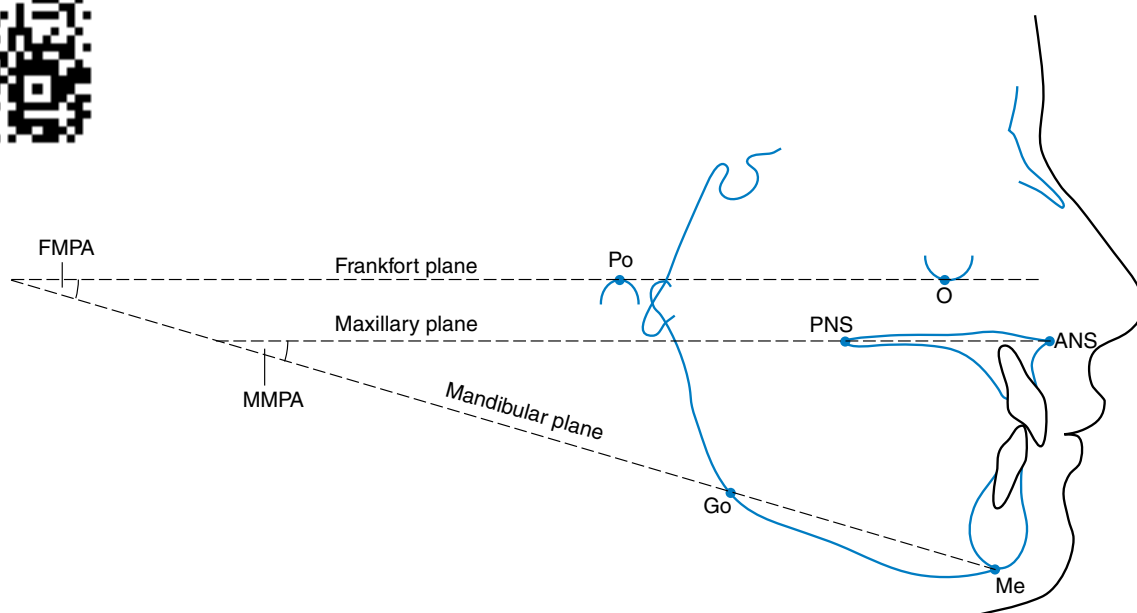 FMPA
Frankfort plane
Po
O
Maxillary plane
PNS
ANS
MMPA
Mandibular plane
Go
Me